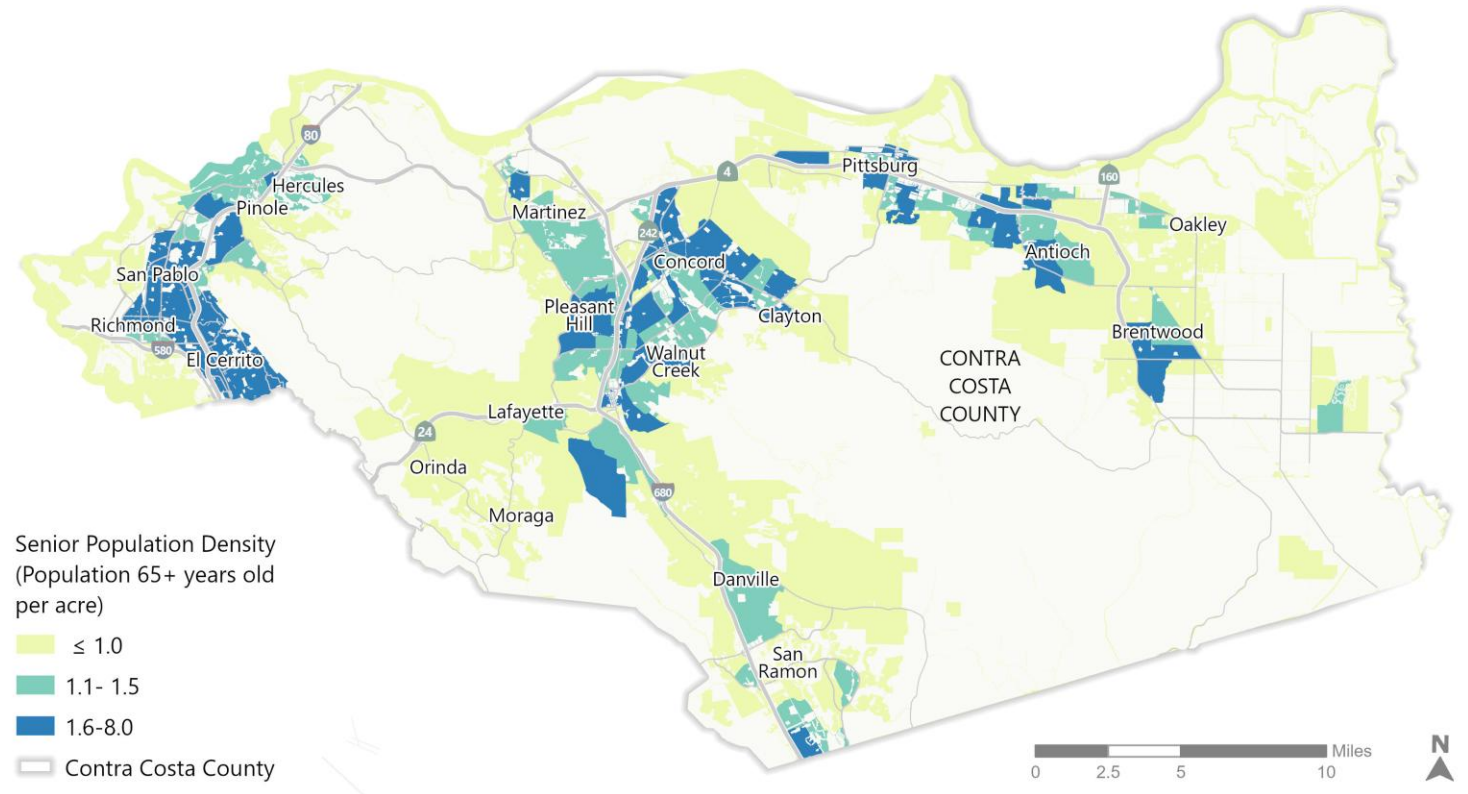 80
Hercules
Pinole
4
Pittsburg
160
Martinez
242
Oakley
San Pablo
Concord
Antioch
Richmond
Pleasant
Hill
Clayton
Brentwood
580
El Cerrito
Walnut
Creek
CONTRA
COSTA
COUNTY
Lafayette
24
Orinda
680
Moraga
Danville
San
Ramon
Senior Population Density
(Population 65+ years old
per acre)
≤ 1.0
1.1- 1.5
1.6-8.0
Contra Costa County
Miles
0 2.5 5 10
N